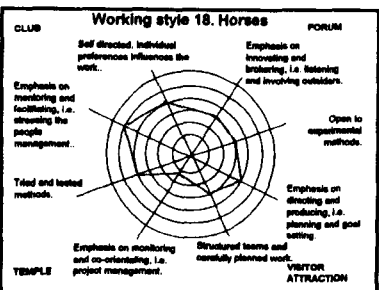 Working style 18. Horses
CLUB
FORUM
Self directed. Individual
preferences influences the
work..
Emphasis on
innovating and
brokering, i.e. listening
and involving outsiders.
Emphasis on
mentoring and
facilitating, i.e.
stressing the
people
management..
Open to
experimental
methods.
Tried and tested
methods.
Emphasis on
directing and
producing, i.e.
planning and goal
setting.
Emphasis on monitoring
and co-orientating, i.e.
project management.
Structured teams and
carefully planned work.
TEMPLE
VISITOR
ATTRACTION